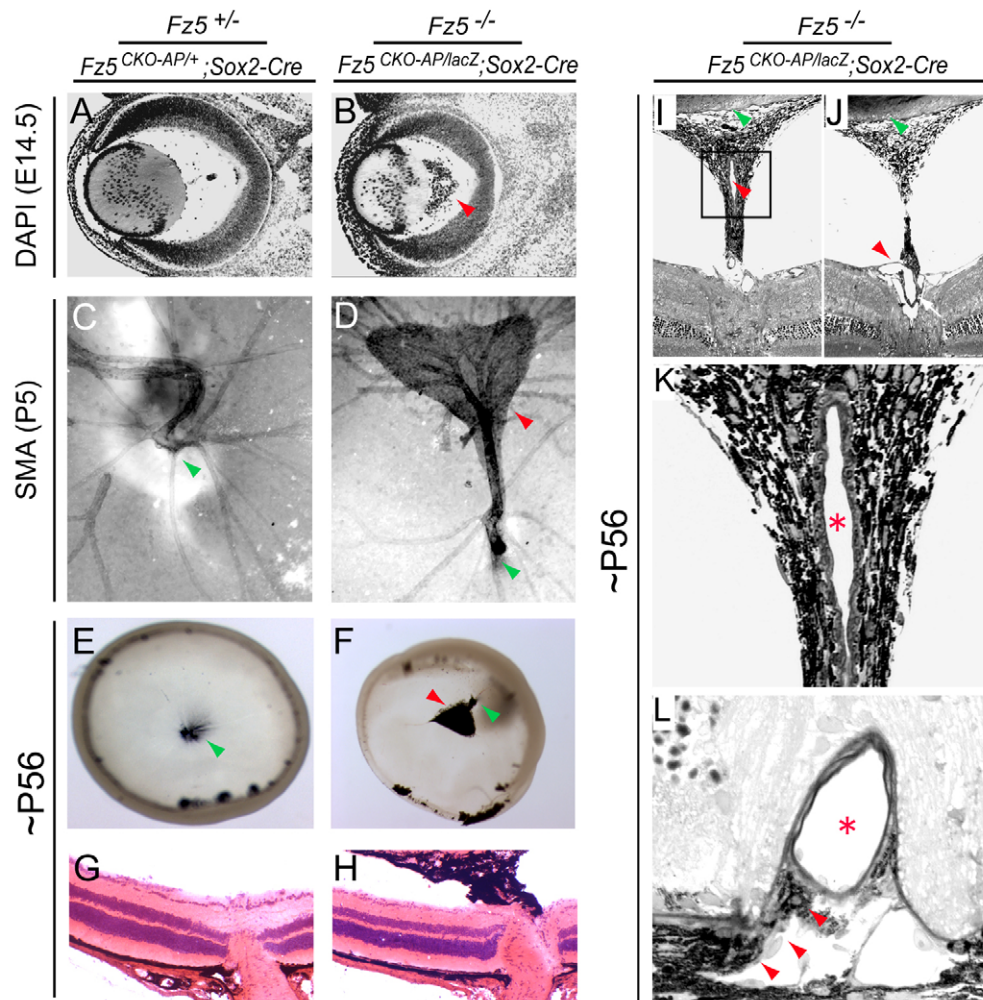 Fz5 +/-
Fz5 CKO-AP/+ ;Sox2-Cre
Fz5 -/-
Fz5 CKO-AP/lacZ ;Sox2-Cre
Fz5 -/-
Fz5 CKO-AP/lacZ ;Sox2-Cre
DAPI (E14.5)
A
B
SMA (P5)
C
D
~P56
E
F
G
H
~P56
I
J
K
*
L
*